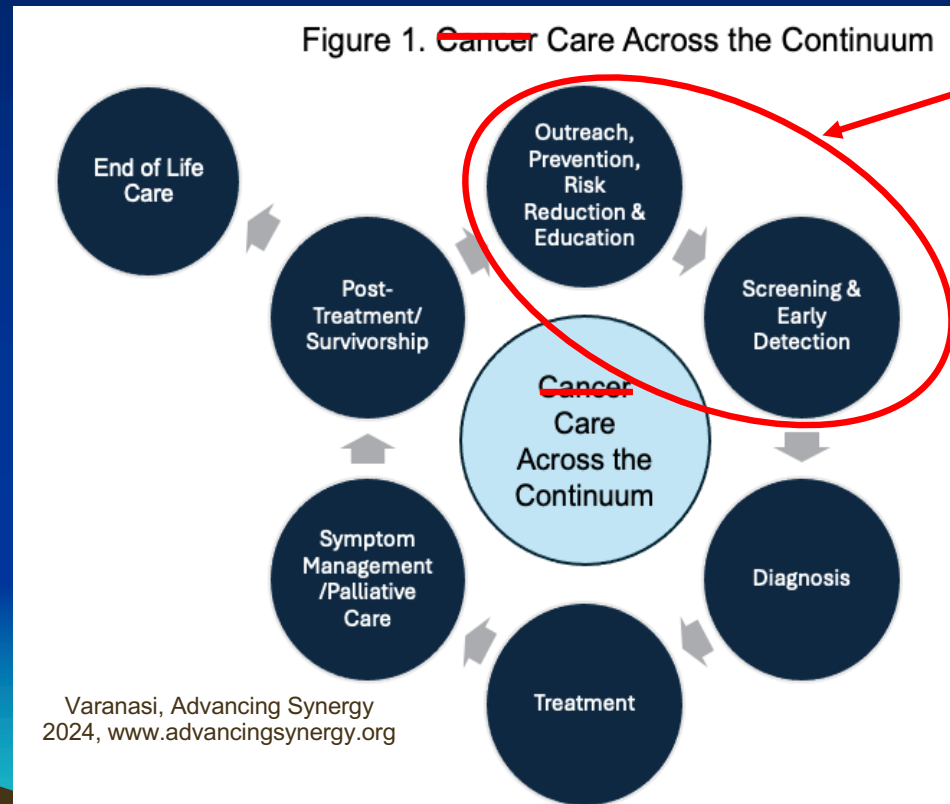 Figure 1. Cancer Care Across the Continuum
End of Life
Care
Outreach,
Prevention,
Risk
Reduction &
Education
Post-
Treatment/
Survivorship
Screening &
Early
Detection
Cancer
Care
Across the
Continuum
Symptom
Management
/Palliative
Care
Diagnosis
Treatment
Varanasi, Advancing Synergy
2024, www.advancingsynergy.org